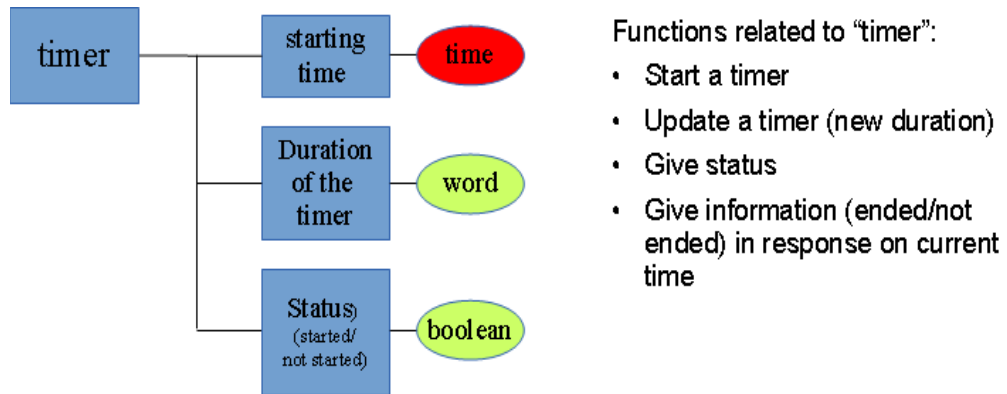 timer
starting
time
time
Duration
of the
timer
word
Status)
(started/
not started)
boolean
Functions related to “timer”:
• Start a timer
• Update a timer (new duration)
• Give status
• Give information (ended/not
ended) in response on current
time